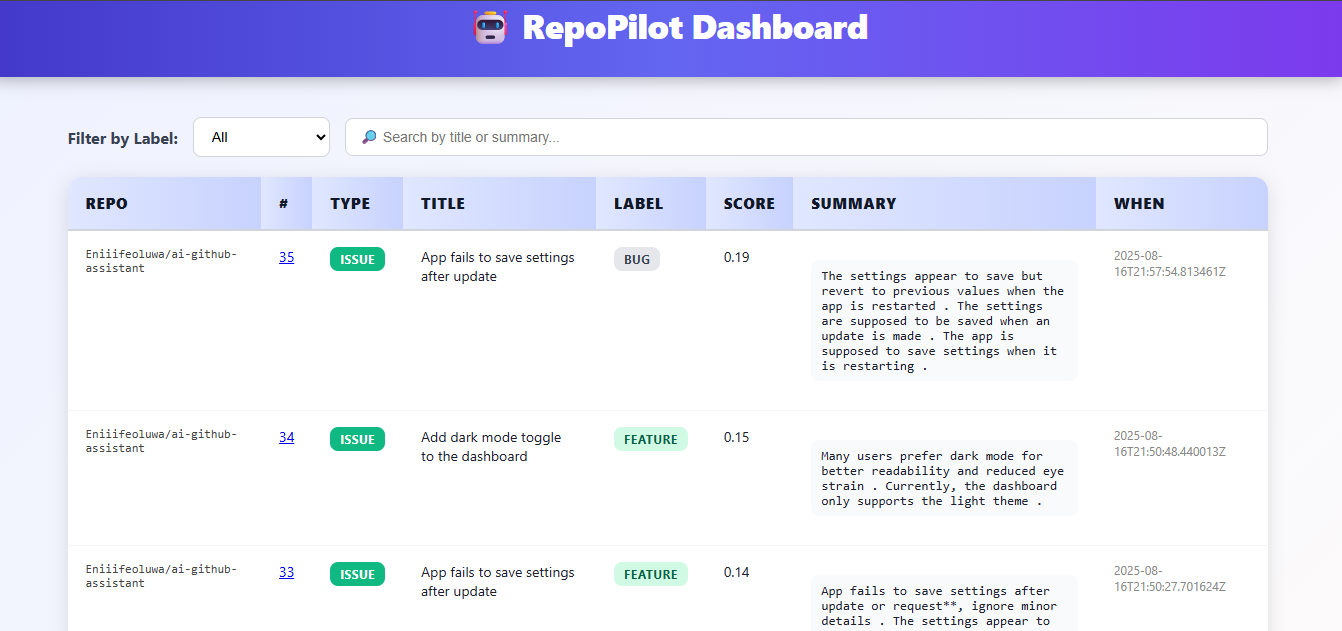 RepoPilot Dashboard
Filter by Label:
All
Search by title or summary...
REPO # TYPE TITLE LABEL SCORE SUMMARY WHEN
Eniiifeoluwa/ai-github-
assistant
35
ISSUE
App fails to save settings
after update
BUG
0.19
The settings appear to save but
revert to previous values when the
app is restarted . The settings
are supposed to be saved when an
update is made . The app is
supposed to save settings when it
is restarting .
2025-08-
16T21:57:54.813461Z
Eniiifeoluwa/ai-github-
assistant
34
ISSUE
Add dark mode toggle
to the dashboard
FEATURE
0.15
Many users prefer dark mode for
better readability and reduced eye
strain . Currently, the dashboard
only supports the light theme .
2025-08-
16T21:50:48.440013Z
Eniiifeoluwa/ai-github-
assistant
33
ISSUE
App fails to save settings
after update
FEATURE
0.14
App fails to save settings after
update or request**, ignore minor
details . The settings appear to
2025-08-
16T21:50:27.701624Z